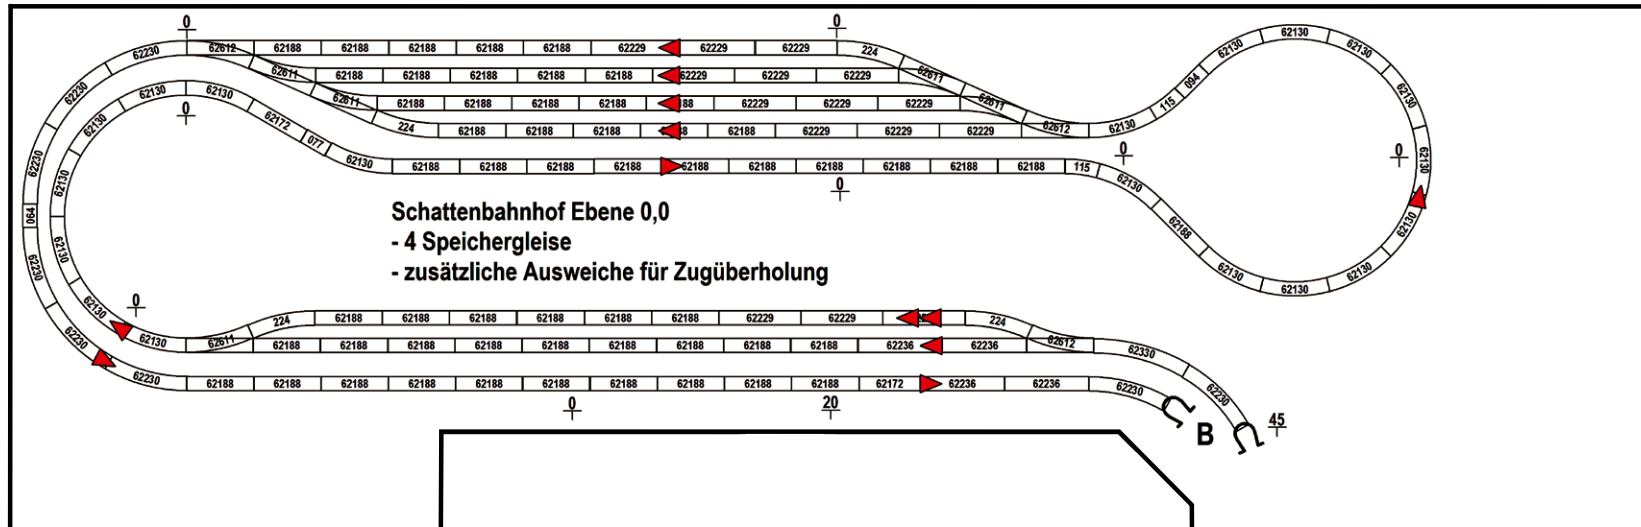 0
0
62230 62612 62188 62188 62188 62188 62188 62229 62229 62229 224
62611 62188 62188 62188 62188 62188 62229 62229 62229 62611
62611 62188 62188 62188 62188 62229 62229 62229 62611
224 62188 62188 62188 62188 62229 62229 62229 62612 62130 115 094 62130 62130 62130
62230 62130 62130 62172 077 62130 62188 62188 62188 62188 62188 62188 62188 62188 62188 62188 115 62130
0
0
0
0
62230 62130 62130 62130 62130 62188 62130 62130 62130 62130
094 62130
Schattenbahnhof Ebene 0,0
- 4 Speichergleise
- zusätzliche Ausweiche für Zugüberholung
62230 62130
0
224 62188 62188 62188 62188 62188 62188 62229 62229 224
62130 62611 62188 62188 62188 62188 62188 62188 62188 62188 62188 62236 62236 62612 62330
62230 62230 62188 62188 62188 62188 62188 62188 62188 62188 62188 62188 62172 62236 62236 62230 62230
0
20
B
45